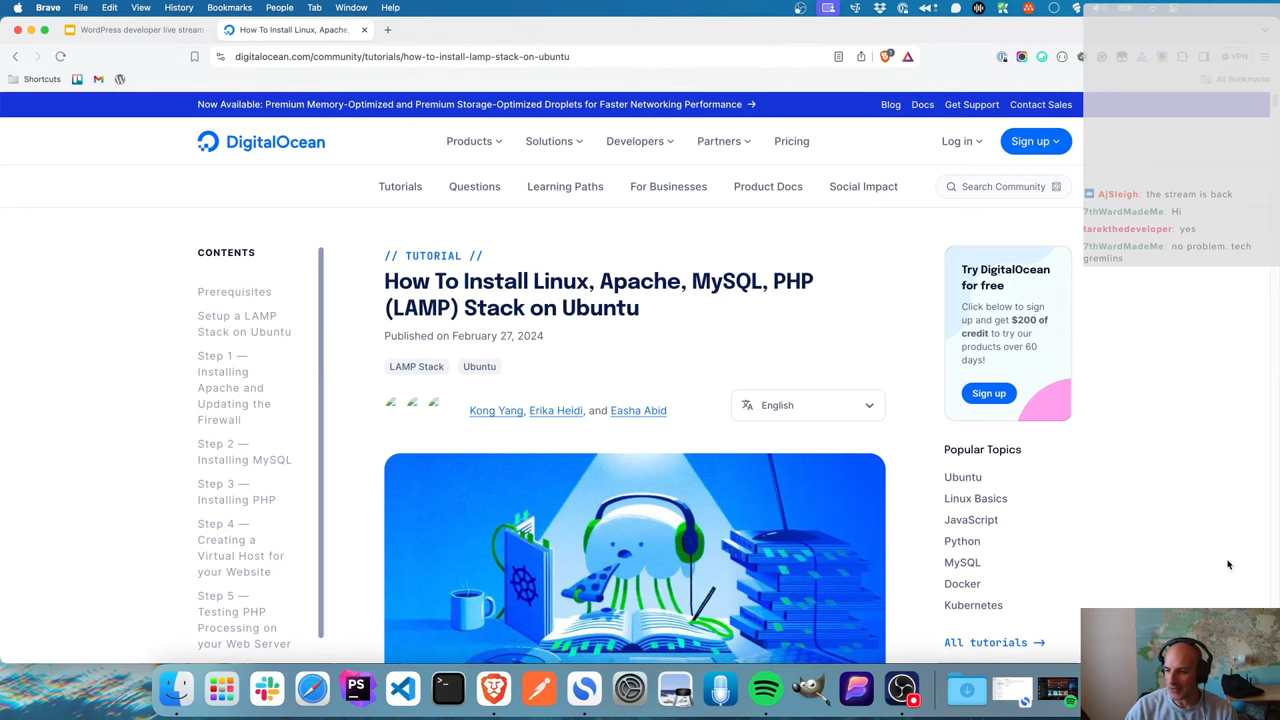 Brave File Edit View History Bookmarks People Tab Window Help
WordPress developer live stream
How To Install Linux, Apache,
digitalocean.com/community/tutorials/how-to-install-lamp-stack-on-ubuntu
1
VPN
Shortcuts
All Bookmarks
Now Available: Premium Memory-Optimized and Premium Storage-Optimized Droplets for Faster Networking Performance →
Blog Docs Get Support Contact Sales
DigitalOcean
Products Solutions Developers Partners Pricing
Log in
Sign up
Tutorials Questions Learning Paths For Businesses Product Docs Social Impact
Search Community
AjSleigh: the stream is back
7thWardMadeMe: Hi
tarekthedeveloper: yes
7thWardMadeMe: no problem. tech
gremlins
CONTENTS
Prerequisites
Setup a LAMP
Stack on Ubuntu
Step 1 —
Installing
Apache and
Updating the
Firewall
Step 2 —
Installing MySQL
Step 3 —
Installing PHP
Step 4 —
Creating a
Virtual Host for
your Website
Step 5 —
Testing PHP
Processing on
your Web Server
// TUTORIAL //
How To Install Linux, Apache, MySQL, PHP
(LAMP) Stack on Ubuntu
Published on February 27, 2024
LAMP Stack Ubuntu
Kong Yang, Erika Heidi, and Easha Abid
English
Try DigitalOcean
for free
Click below to sign
up and get $200 of
credit to try our
products over 60
days!
Sign up
Popular Topics
Ubuntu
Linux Basics
JavaScript
Python
MySQL
Docker
Kubernetes
All tutorials →
PS